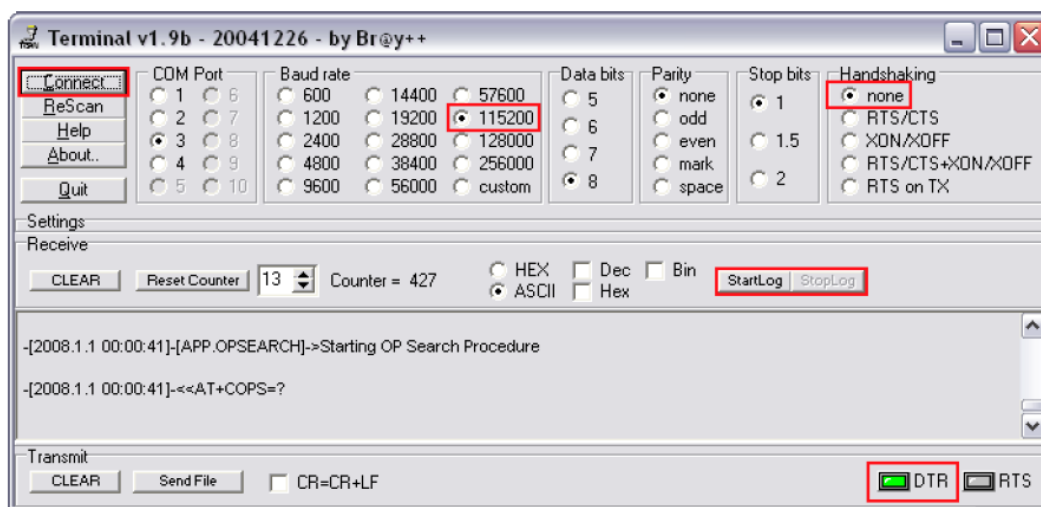 Terminal v1.9b - 20041226 - by Br@y++
Connect
ReScan
Help
About..
Quit
COM Port
1 6
2 7
3 8
4 9
5 10
Baud rate
600 14400 57600
1200 19200 115200
2400 28800 128000
4800 38400 256000
9600 56000 custom
Data bits
5
6
7
8
Parity
none
odd
even
mark
space
Stop bits
1
1.5
2
Handshaking
none
RTS/CTS
XON/XOFF
RTS/CTS+XON/XOFF
RTS on TX
Settings
Receive
CLEAR Reset Counter 13 Counter = 427
HEX Dec Bin
ASCII Hex
StartLog StopLog
-[2008.1.1 00:00:41]-[APP.OPSEARCH]->Starting OP Search Procedure
-[2008.1.1 00:00:41]-<<AT+COPS=?
Transmit
CLEAR Send File CR=CR+LF DTR RTS